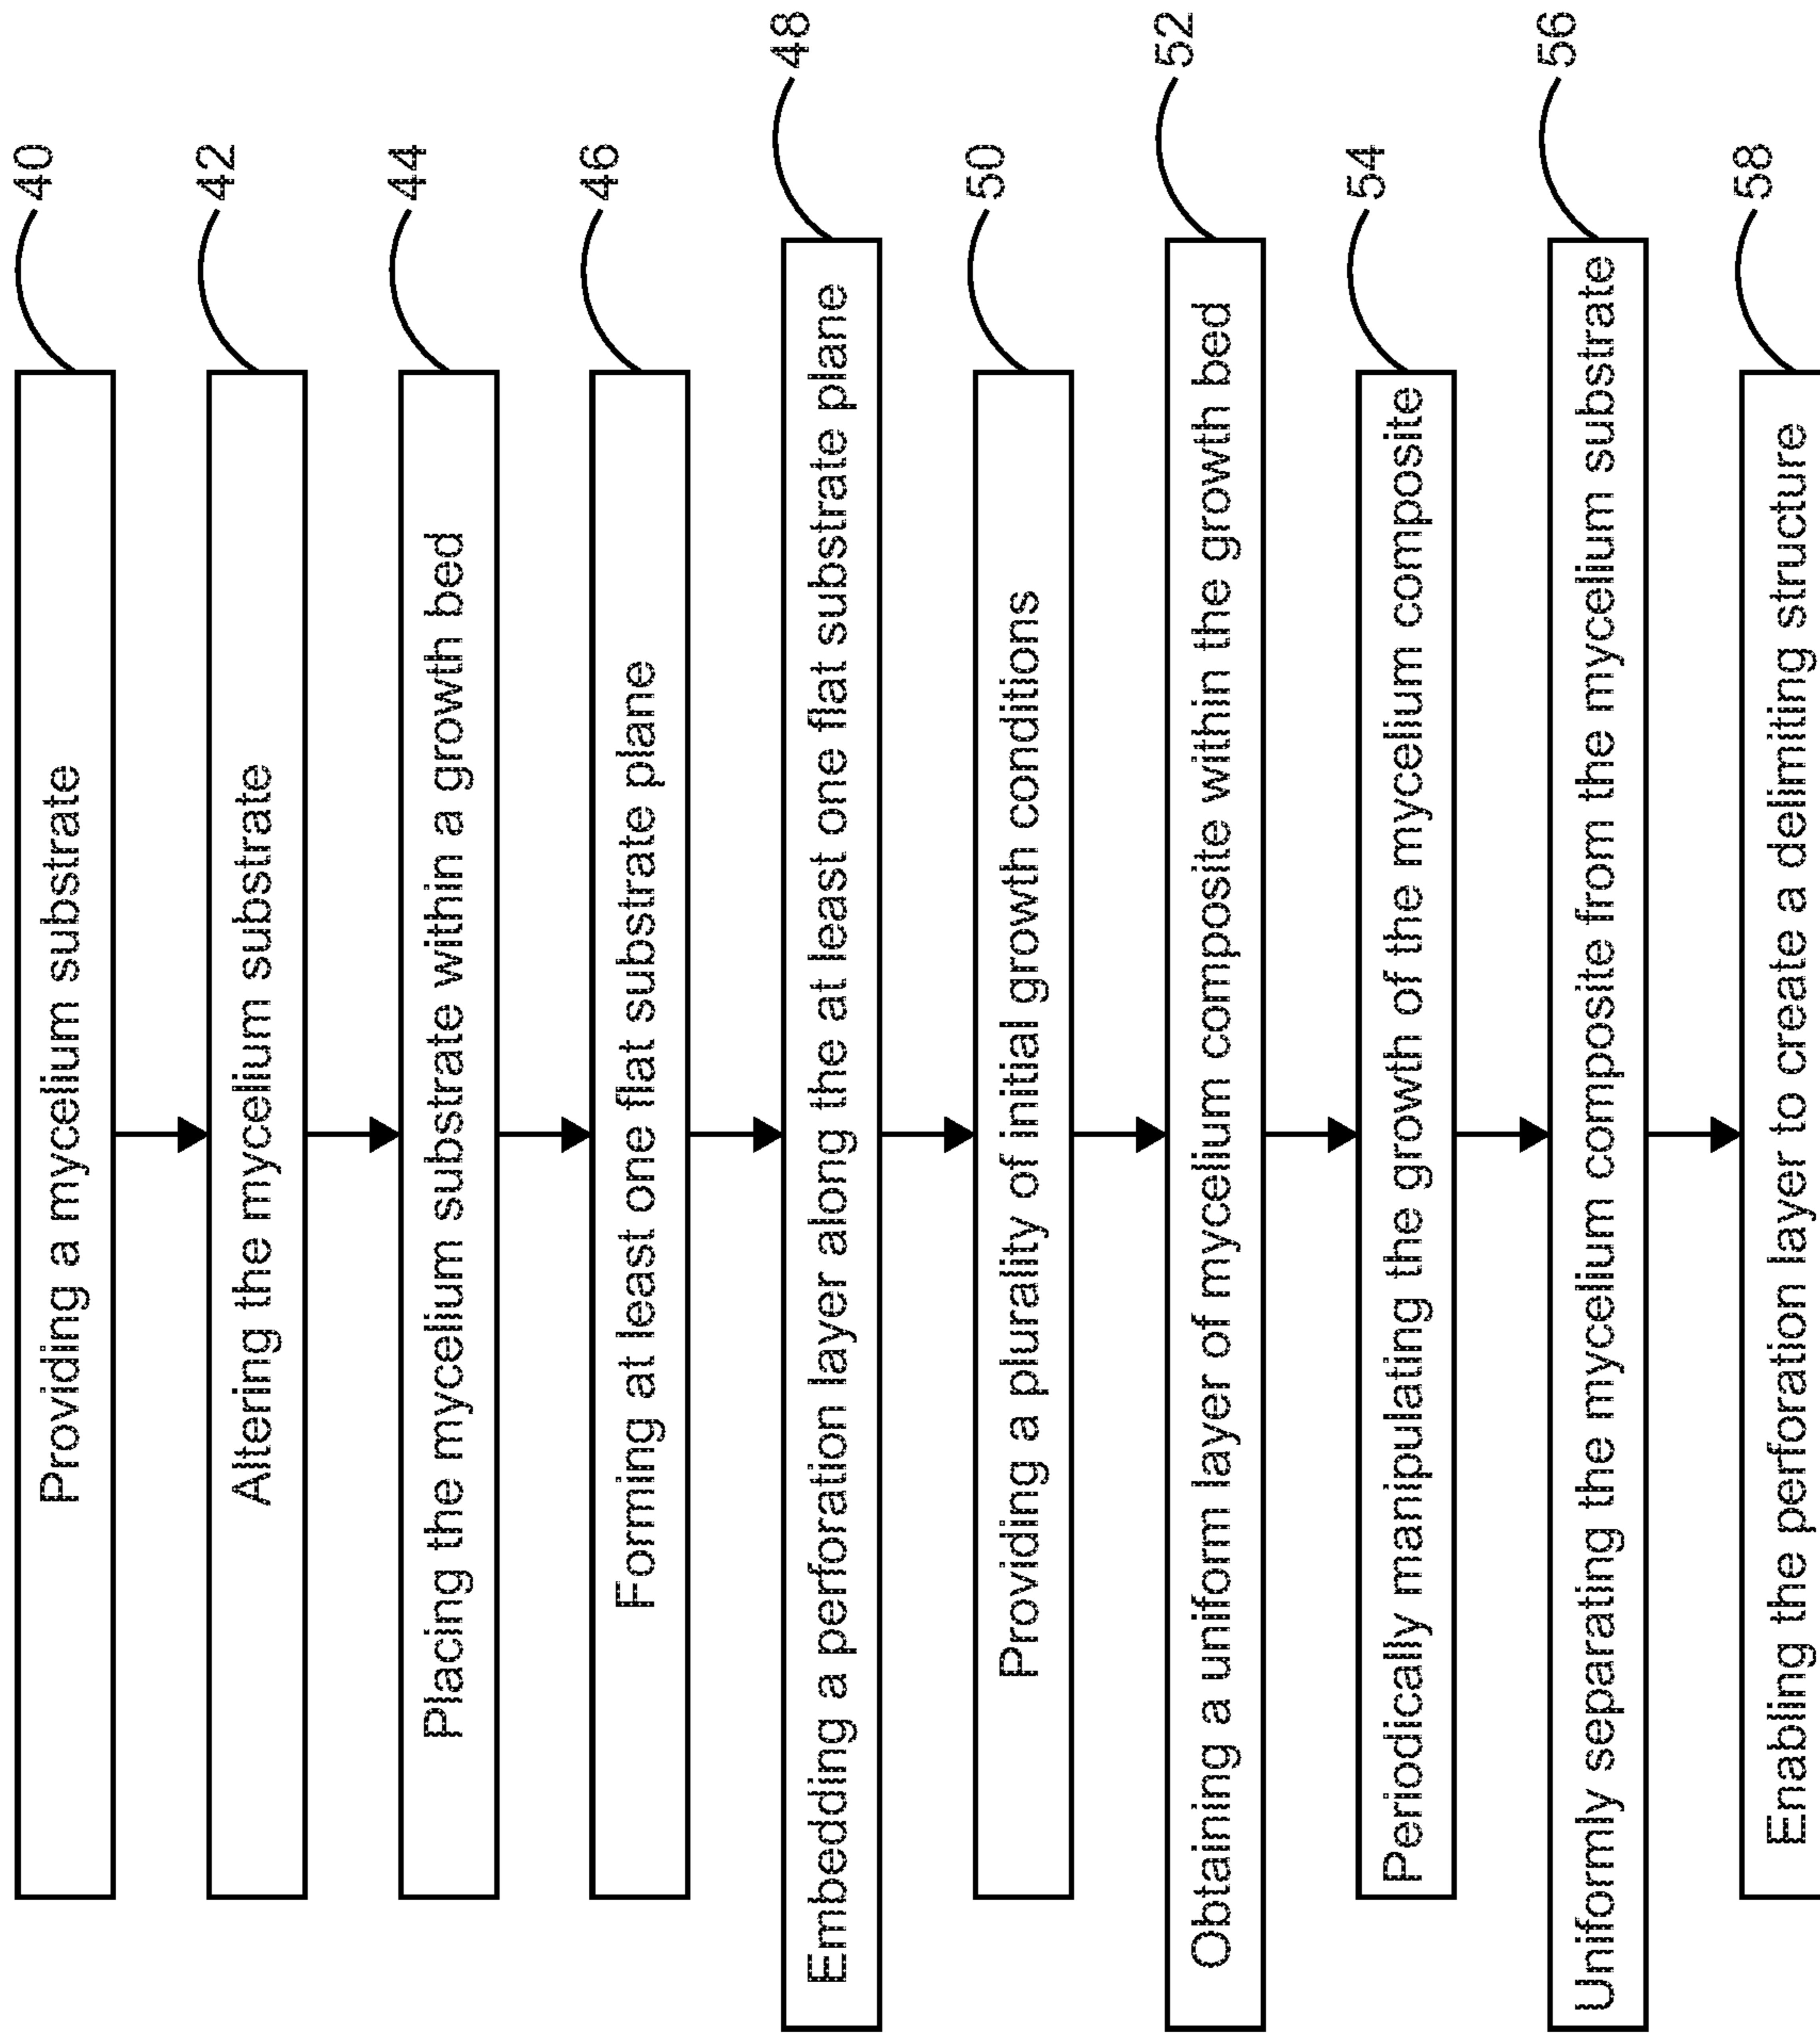 Providing a mycelium substrate
40
Altering the mycelium substrate
42
Placing the mycelium substrate within a growth bed
44
Forming at least one flat substrate plane
46
Embedding a perforation layer along the at least one flat substrate plane
48
Providing a plurality of initial growth conditions
50
Obtaining a uniform layer of mycelium composite within the growth bed
52
Periodically manipulating the growth of the mycelium composite
54
Uniformly separating the mycelium composite from the mycelium substrate
56
Enabling the perforation layer to create a delimiting structure
58